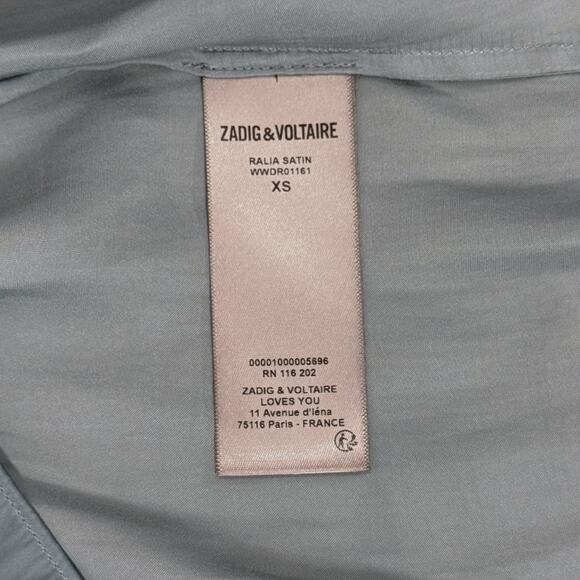 ZADIG & VOLTAIRE
RALIA SATIN
WWDR01161
XS
00001000005696
RN 116 202
ZADIG & VOLTAIRE
LOVES YOU
11 Avenue d'Iéna
75116 Paris - FRANCE